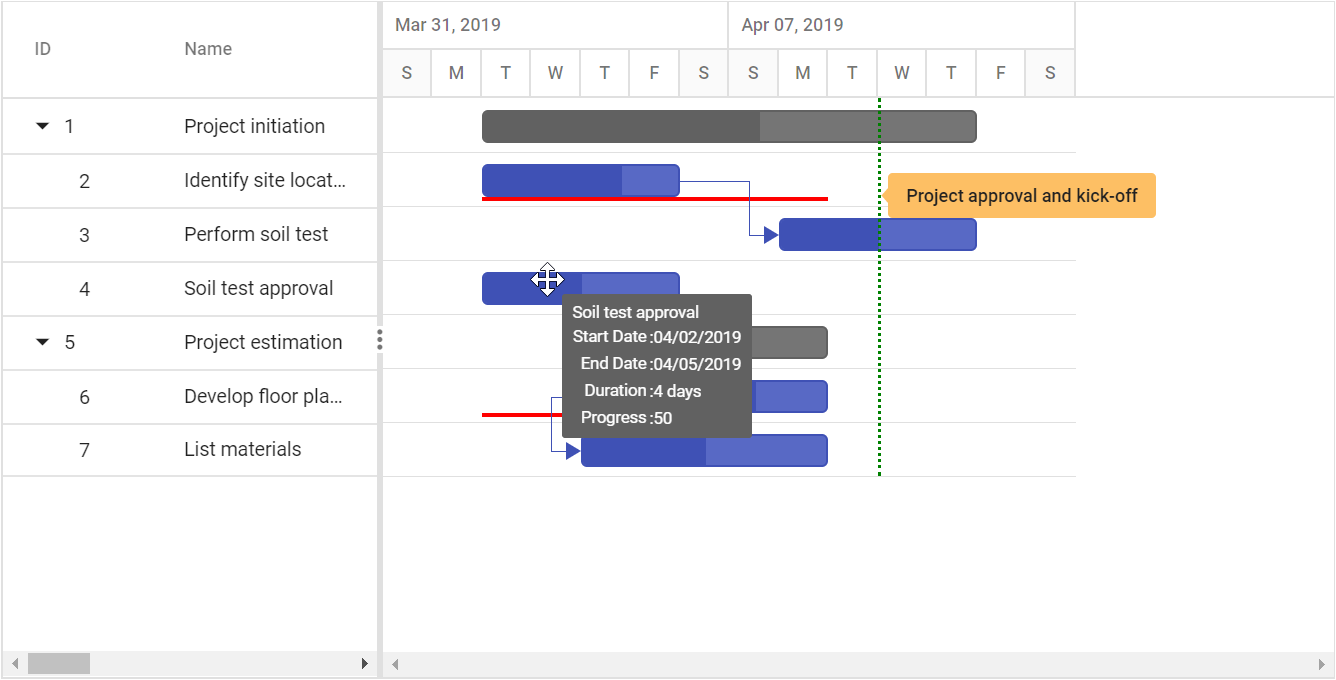 ID Name
Mar 31, 2019 Apr 07, 2019
S M T W T F S S M T W T F S
1 Project initiation
2 Identify site locat...
Project approval and kick-off
3 Perform soil test
4 Soil test approval
Soil test approval
Start Date :04/02/2019
End Date :04/05/2019
Duration :4 days
Progress :50
5 Project estimation
6 Develop floor pla...
7 List materials